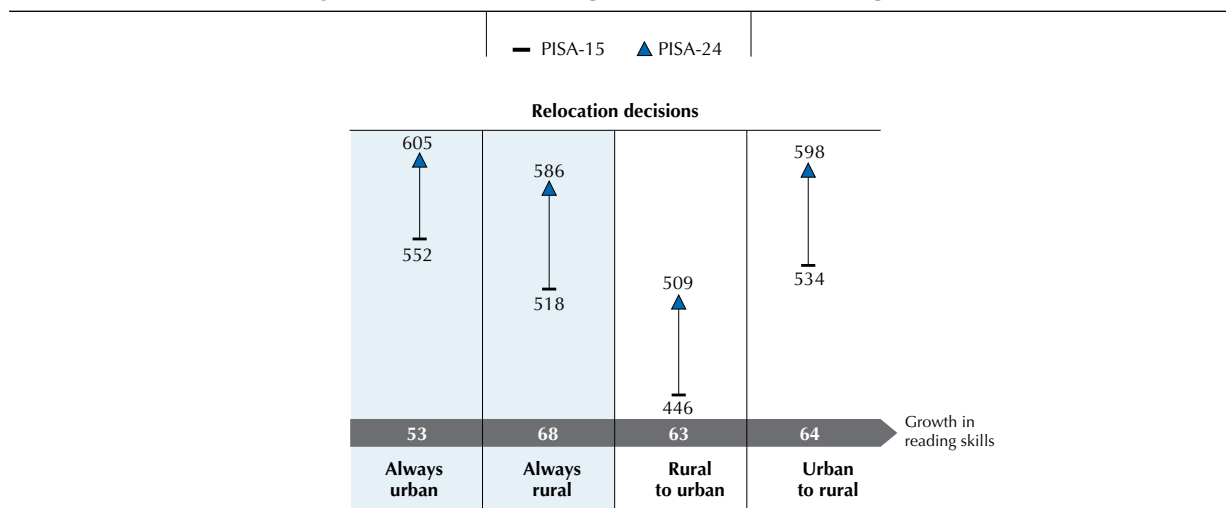 PISA-15 PISA-24
Relocation decisions
605
598
586
552
534
518
509
446
53 68 63 64
Growth in
reading skills
Always
urban
Always
rural
Rural
to urban
Urban
to rural